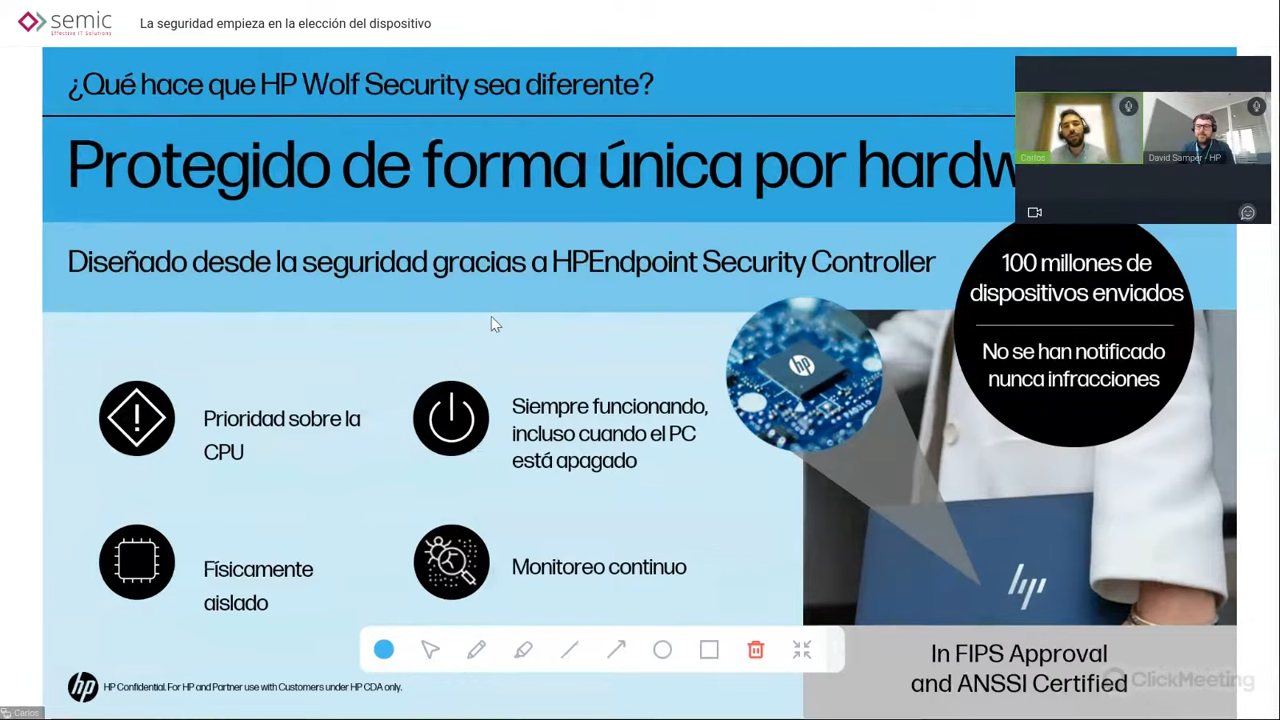 semic
Effective IT Solutions
La seguridad empieza en la elección del dispositivo
¿Qué hace que HP Wolf Security sea diferente?
Protegido de forma única por hardw
Carlos
David Samper - HP
Diseñado desde la seguridad gracias a HPEndpoint Security Controller
100 millones de
dispositivos enviados
No se han notificado
nunca infracciones
hp
Prioridad sobre la
CPU
Siempre funcionando,
incluso cuando el PC
está apagado
Físicamente
aislado
Monitoreo continuo
hp
In FIPS Approval
and ANSSI Certified
ClickMeeting
hp
HP Confidential. For HP and Partner use with Customers under HP CDA only.
Carlos